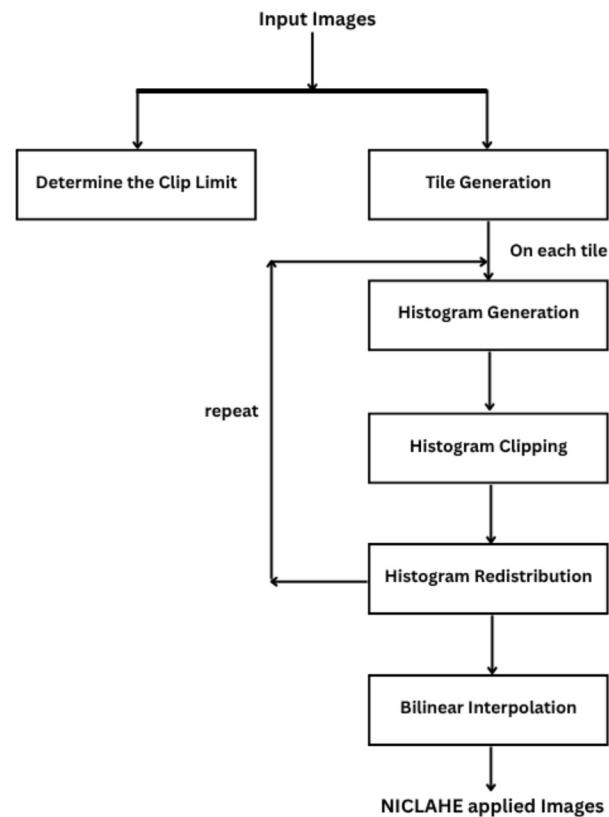 Input Images
Determine the Clip Limit
Tile Generation
On each tile
Histogram Generation
repeat
Histogram Clipping
Histogram Redistribution
Bilinear Interpolation
NICLAHE applied Images